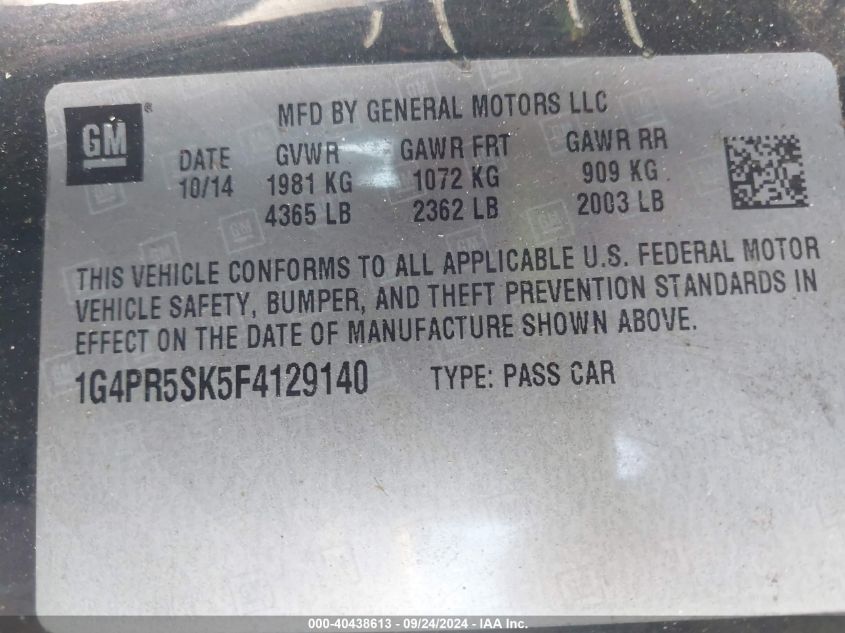 MFD BY GENERAL MOTORS LLC
GM ®
DATE GVWR GAWR FRT GAWR RR
10/14 1981 KG 1072 KG 909 KG
4365 LB 2362 LB 2003 LB
THIS VEHICLE CONFORMS TO ALL APPLICABLE U.S. FEDERAL MOTOR
VEHICLE SAFETY, BUMPER, AND THEFT PREVENTION STANDARDS IN
EFFECT ON THE DATE OF MANUFACTURE SHOWN ABOVE.
1G4PR5SK5F4129140 TYPE: PASS CAR
000-40438613 - 09/24/2024 - IAA Inc.